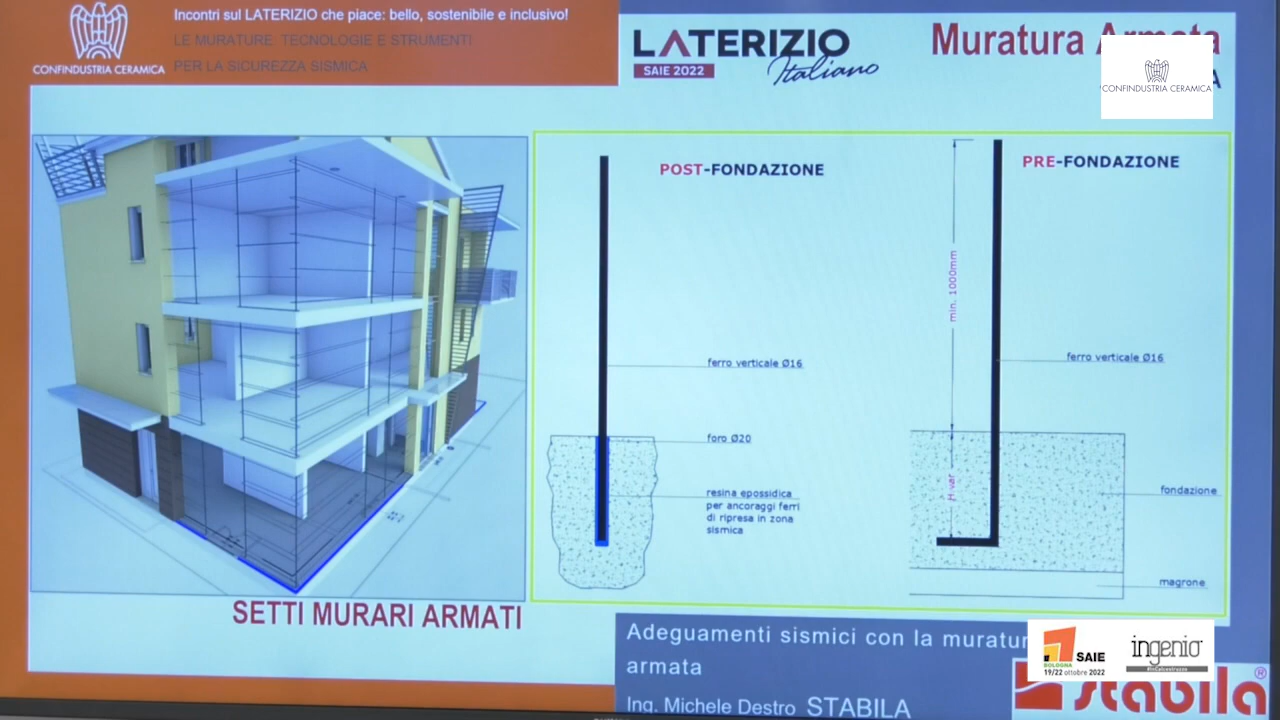 Incontri sul LATERIZIO che piace: bello, sostenibile e inclusivo!
LE MURATURE: TECNOLOGIE E STRUMENTI
PER LA SICUREZZA SISMICA
CONFINDUSTRIA CERAMICA
LATERIZIO
SAIE 2022
Italiano
Muratura Armata
CONFINDUSTRIA CERAMICA
POST-FONDAZIONE
PRE-FONDAZIONE
min. 1000mm
ferro verticale Ø16
ferro verticale Ø16
foro Ø20
H var
resina epossidica
per ancoraggi ferri
di ripresa in zona
sismica
fondazione
magrone
SETTI MURARI ARMATI
Adeguamenti sismici con la muratur
armata
Ing. Michele Destro STABILA
SAIE
BOLOGNA
19/22 ottobre 2022
ingenio
#inCalcestruzzo
stabila®